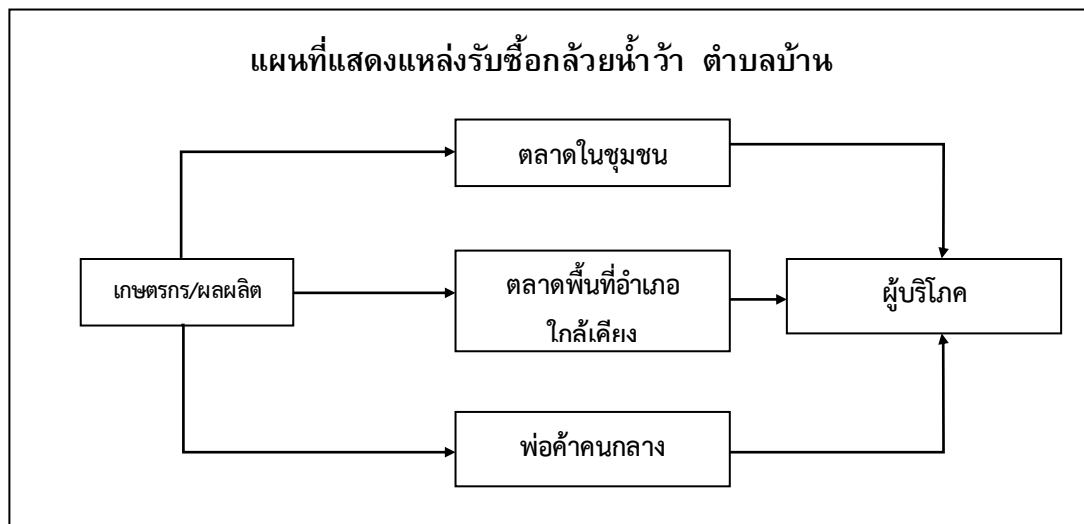 แผนที่แสดงแหล่งรับซื้อกล้วยน้ำว้า ตำบลบ้าน
ตลาดในชุมชน
เกษตรกร/ผลผลิต
ตลาดพื้นที่อำเภอ
ใกล้เคียง
ผู้บริโภค
พ่อค้าคนกลาง